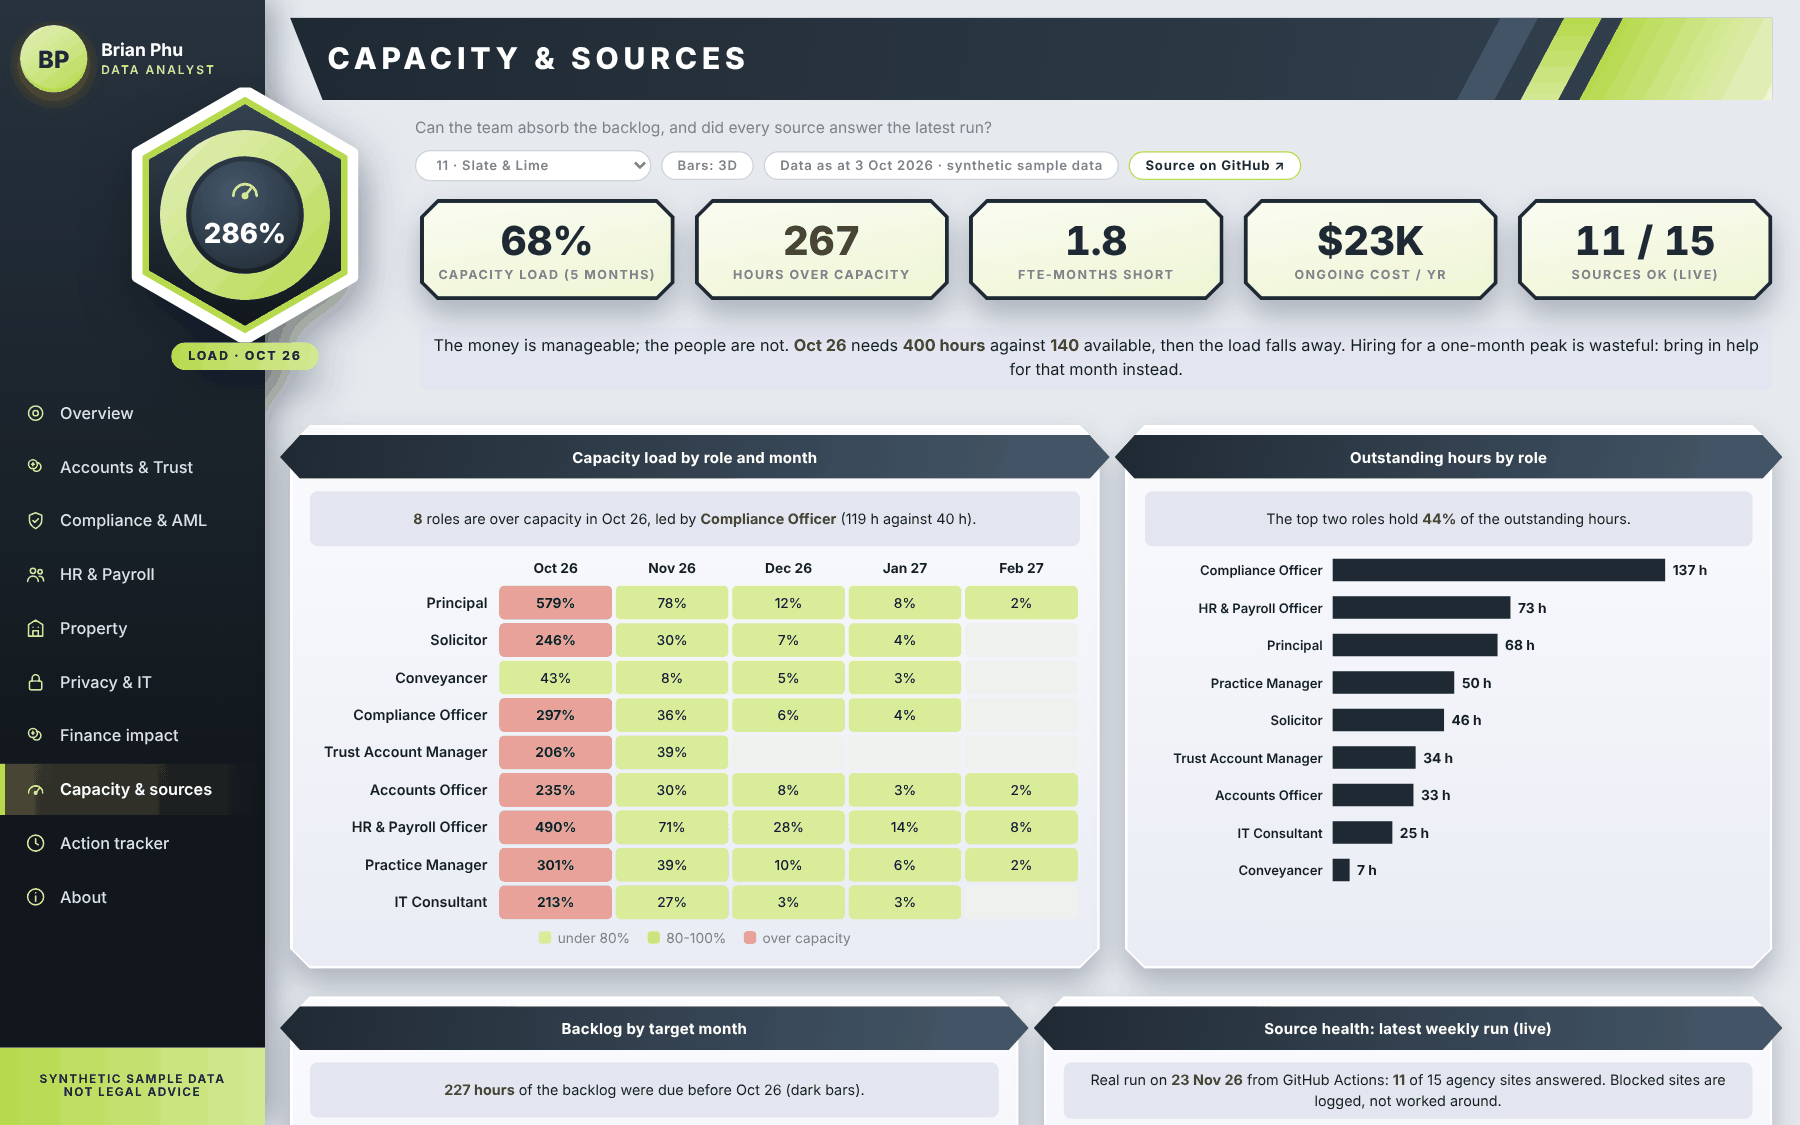 BP
Brian Phu
DATA ANALYST
286%
LOAD · OCT 26
Overview
Accounts & Trust
Compliance & AML
HR & Payroll
Property
Privacy & IT
Finance impact
Capacity & sources
Action tracker
About
SYNTHETIC SAMPLE DATA
NOT LEGAL ADVICE
CAPACITY & SOURCES
Can the team absorb the backlog, and did every source answer the latest run?
11 · Slate & Lime
Bars: 3D
Data as at 3 Oct 2026 · synthetic sample data
Source on GitHub ↗
68%
CAPACITY LOAD (5 MONTHS)
267
HOURS OVER CAPACITY
1.8
FTE-MONTHS SHORT
$23K
ONGOING COST / YR
11 / 15
SOURCES OK (LIVE)
The money is manageable; the people are not. Oct 26 needs 400 hours against 140 available, then the load falls away. Hiring for a one-month peak is wasteful: bring in help
for that month instead.
Capacity load by role and month
8 roles are over capacity in Oct 26, led by Compliance Officer (119 h against 40 h).
Oct 26 Nov 26 Dec 26 Jan 27 Feb 27
Principal 579% 78% 12% 8% 2%
Solicitor 246% 30% 7% 4%
Conveyancer 43% 8% 5% 3%
Compliance Officer 297% 36% 6% 4%
Trust Account Manager 206% 39%
Accounts Officer 235% 30% 8% 3% 2%
HR & Payroll Officer 490% 71% 28% 14% 8%
Practice Manager 301% 39% 10% 6% 2%
IT Consultant 213% 27% 3% 3%
under 80% 80-100% over capacity
Outstanding hours by role
The top two roles hold 44% of the outstanding hours.
Compliance Officer 137 h
HR & Payroll Officer 73 h
Principal 68 h
Practice Manager 50 h
Solicitor 46 h
Trust Account Manager 34 h
Accounts Officer 33 h
IT Consultant 25 h
Conveyancer 7 h
Backlog by target month
227 hours of the backlog were due before Oct 26 (dark bars).
Source health: latest weekly run (live)
Real run on 23 Nov 26 from GitHub Actions: 11 of 15 agency sites answered. Blocked sites are
logged, not worked around.